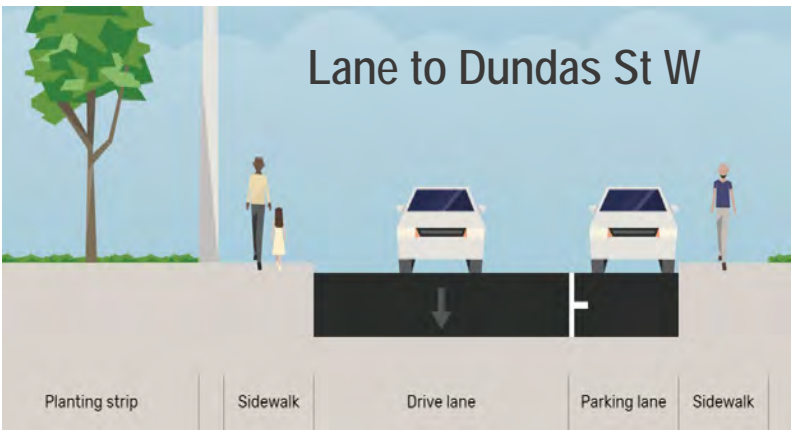 Lane to Dundas St W
Planting strip
Sidewalk
Drive lane
Parking lane
Sidewalk